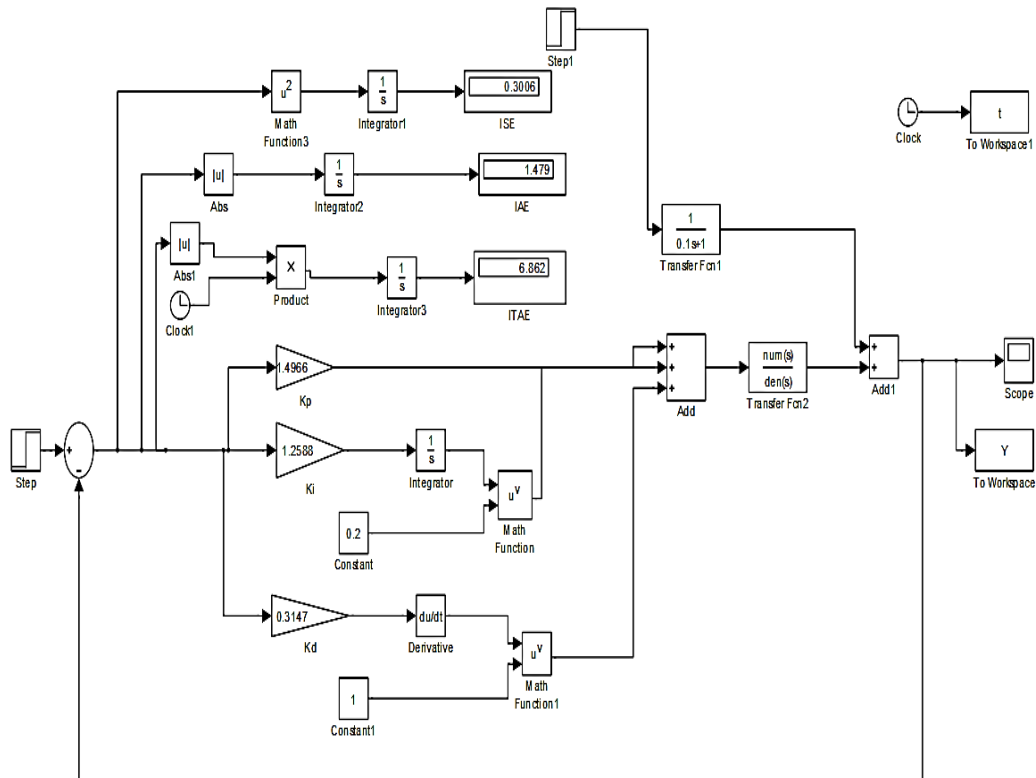 Step1
u²
Math
Function3
1
s
Integrator1
0.3006
ISE
Clock
t
To Workspace1
|u|
Abs
1
s
Integrator2
1.479
IAE
|u|
Abs1
Clock1
×
Product
1
s
Integrator3
6.862
ITAE
1
0.1s+1
Transfer Fcn1
1.4966
Kp
+
+
+
Add
num(s)
den(s)
Transfer Fcn2
+
+
Add1
Scope
Step
+
-
1.2588
Ki
1
s
Integrator
uᵛ
Math
Function
Y
To Workspace
0.2
Constant
0.3147
Kd
du/dt
Derivative
uᵛ
Math
Function1
1
Constant1